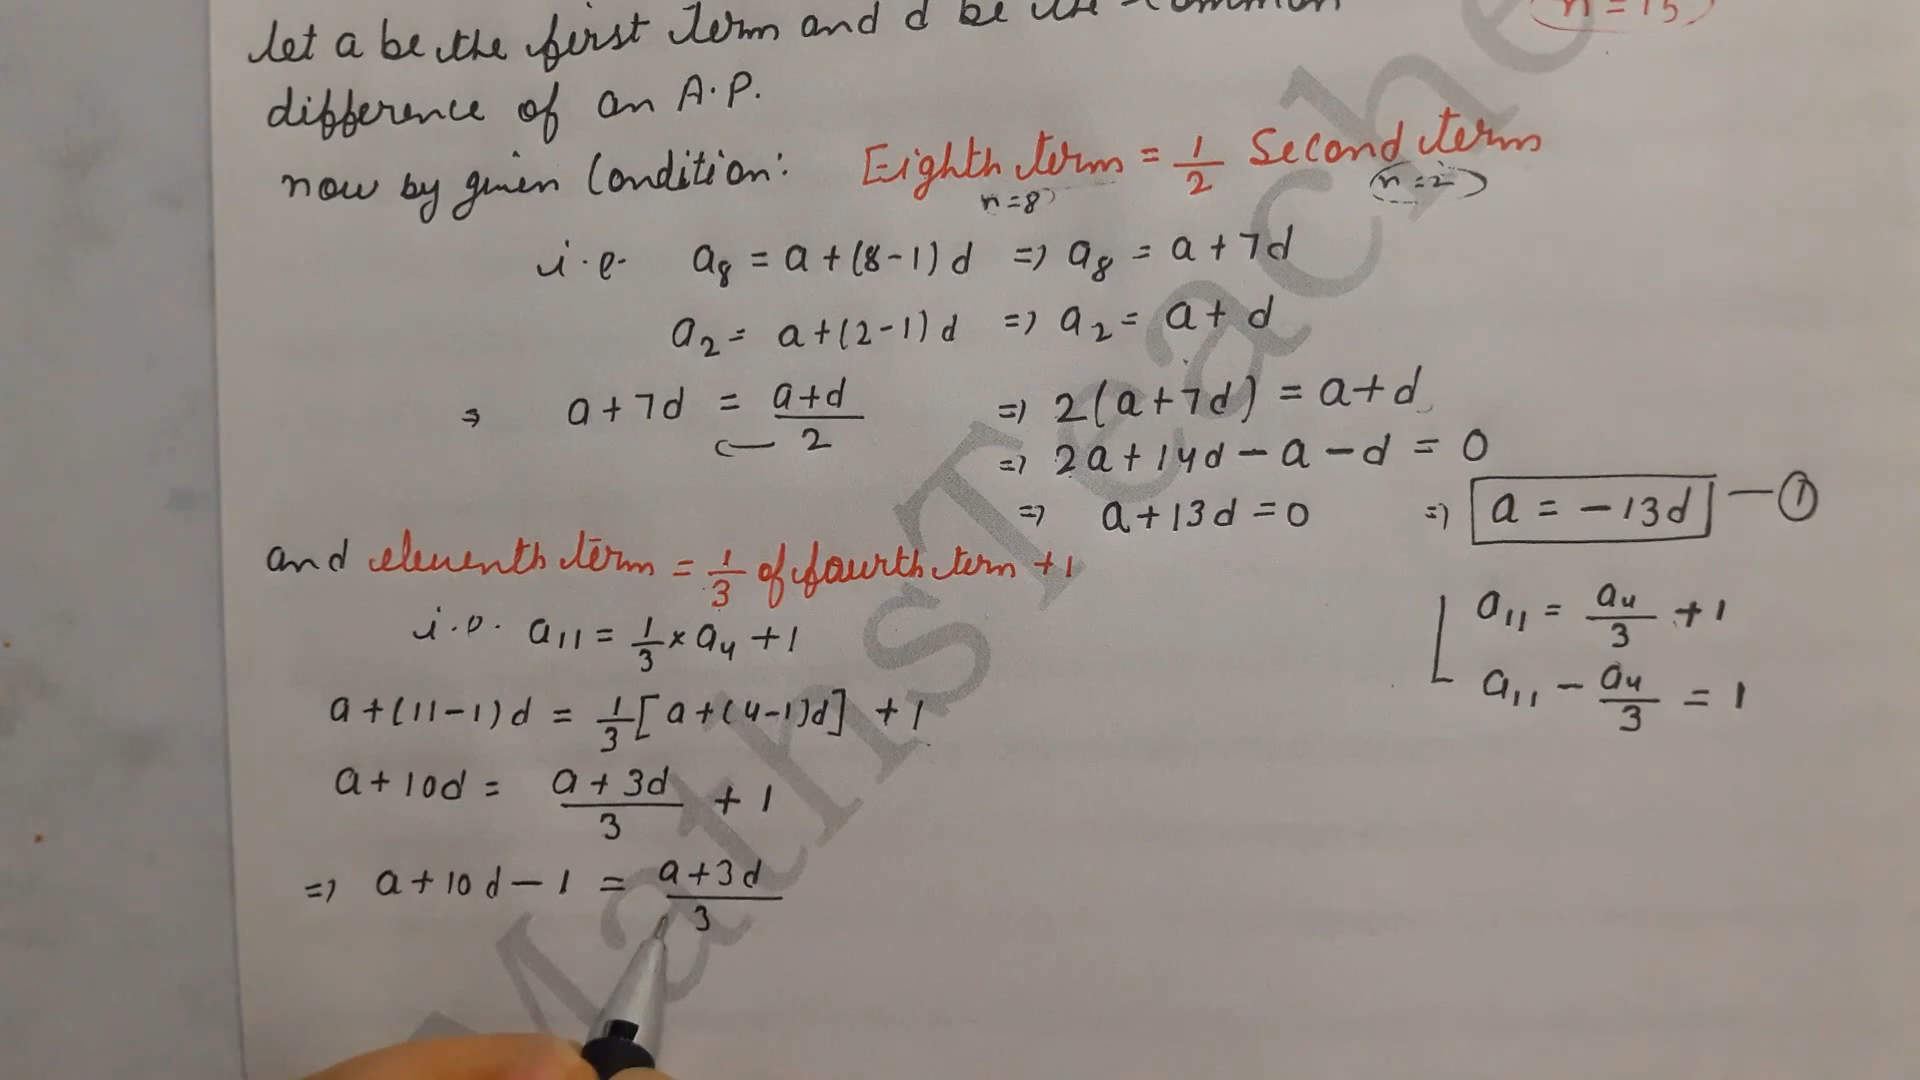 let a be the first term and d be the common
n=15
difference of an A.P.
now by given Condition: Eighth term = 1/2 Second term
n=8 n=2
i.e. a₈ = a+(8-1)d => a₈ = a+7d
a₂ = a+(2-1)d => a₂ = a+d
=> a+7d = (a+d)/2 => 2(a+7d) = a+d
=> 2a+14d-a-d = 0
=> a+13d=0 => a = -13d — ①
and eleventh term = 1/3 of fourth term +1
i.e. a₁₁ = 1/3 × a₄ +1
a₁₁ = a₄/3 +1
a+(11-1)d = 1/3[a+(4-1)d] +1
a₁₁ - a₄/3 = 1
a+10d = (a+3d)/3 + 1
=> a+10d-1 = (a+3d)/3
Maths Teache